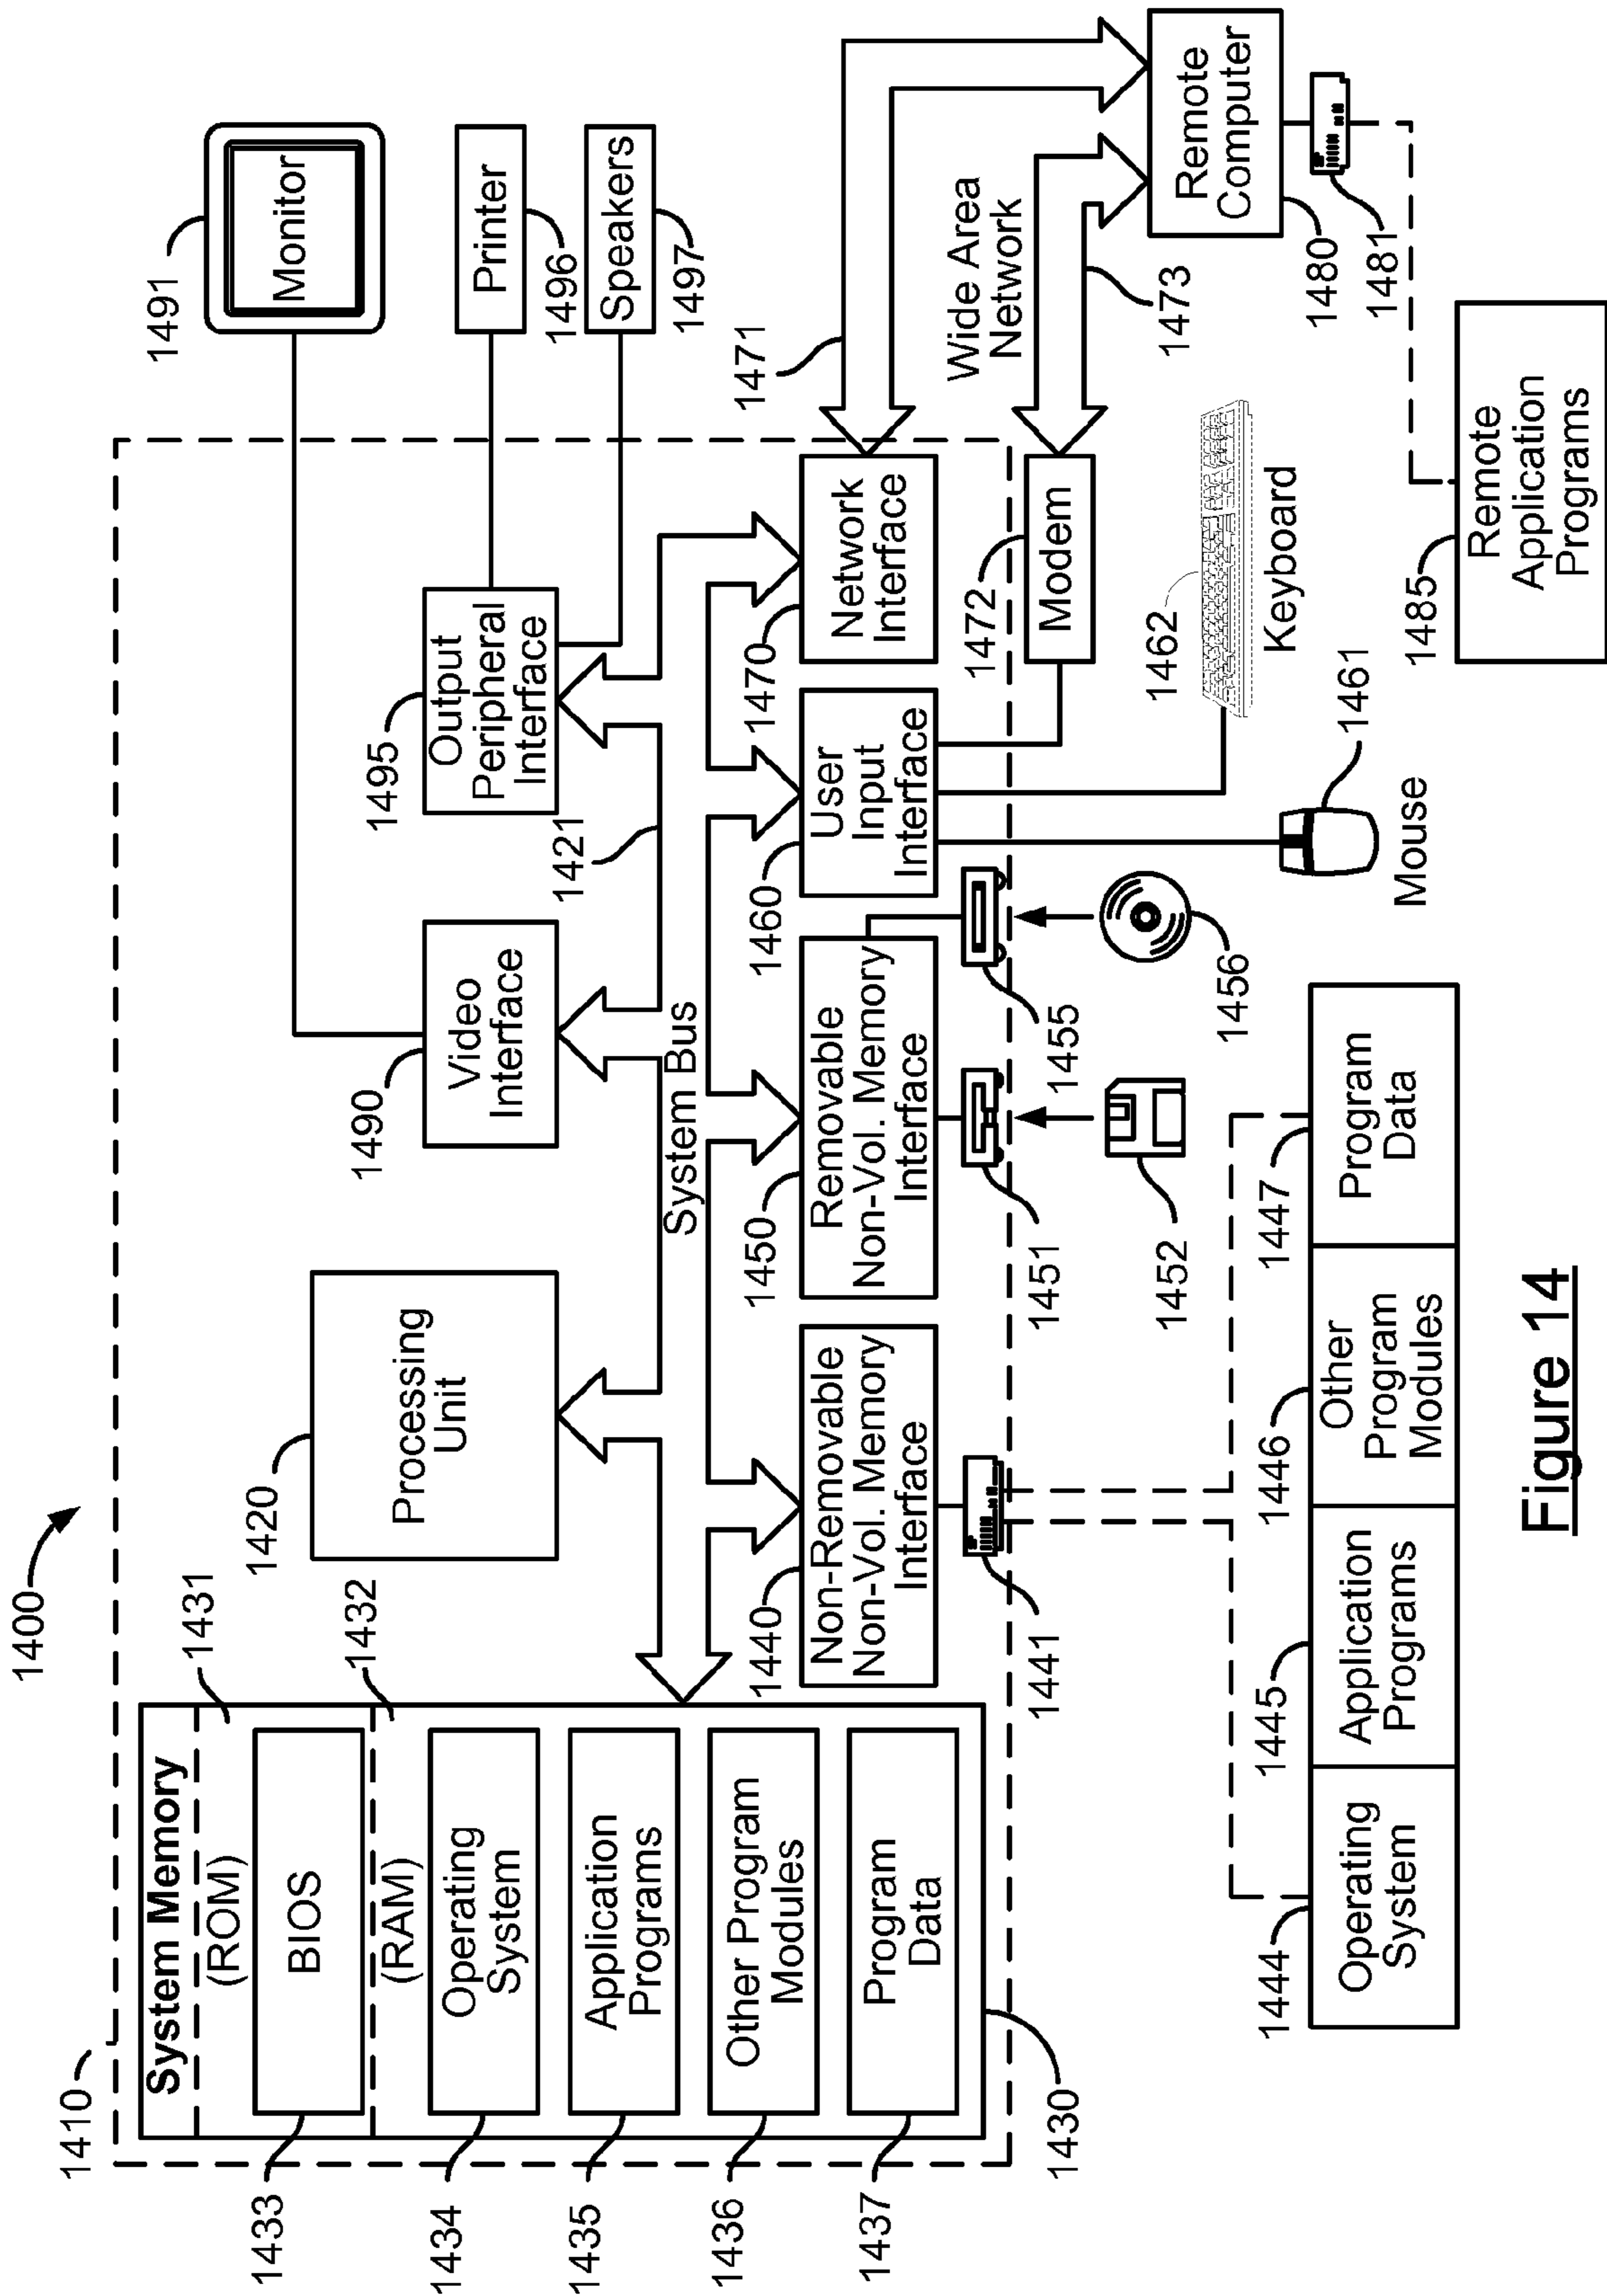 1400
1410
System Memory
(ROM)
1431
BIOS
1433
(RAM)
1432
Operating
System
1434
Application
Programs
1435
Other Program
Modules
1436
Program
Data
1437
1430
1420
Processing
Unit
1490
Video
Interface
1495
Output
Peripheral
Interface
1491
Monitor
Printer
1496
Speakers
1497
1421
System Bus
1440
Non-Removable
Non-Vol. Memory
Interface
1450
Removable
Non-Vol. Memory
Interface
1460
User
Input
Interface
1470
Network
Interface
1471
Wide Area
Network
1472
Modem
1473
Remote
Computer
1480
1481
1441
1451
1455
1452
1456
1461
Mouse
1462
Keyboard
1444
Operating
System
1445
Application
Programs
1446
Other
Program
Modules
1447
Program
Data
1485
Remote
Application
Programs
Figure 14